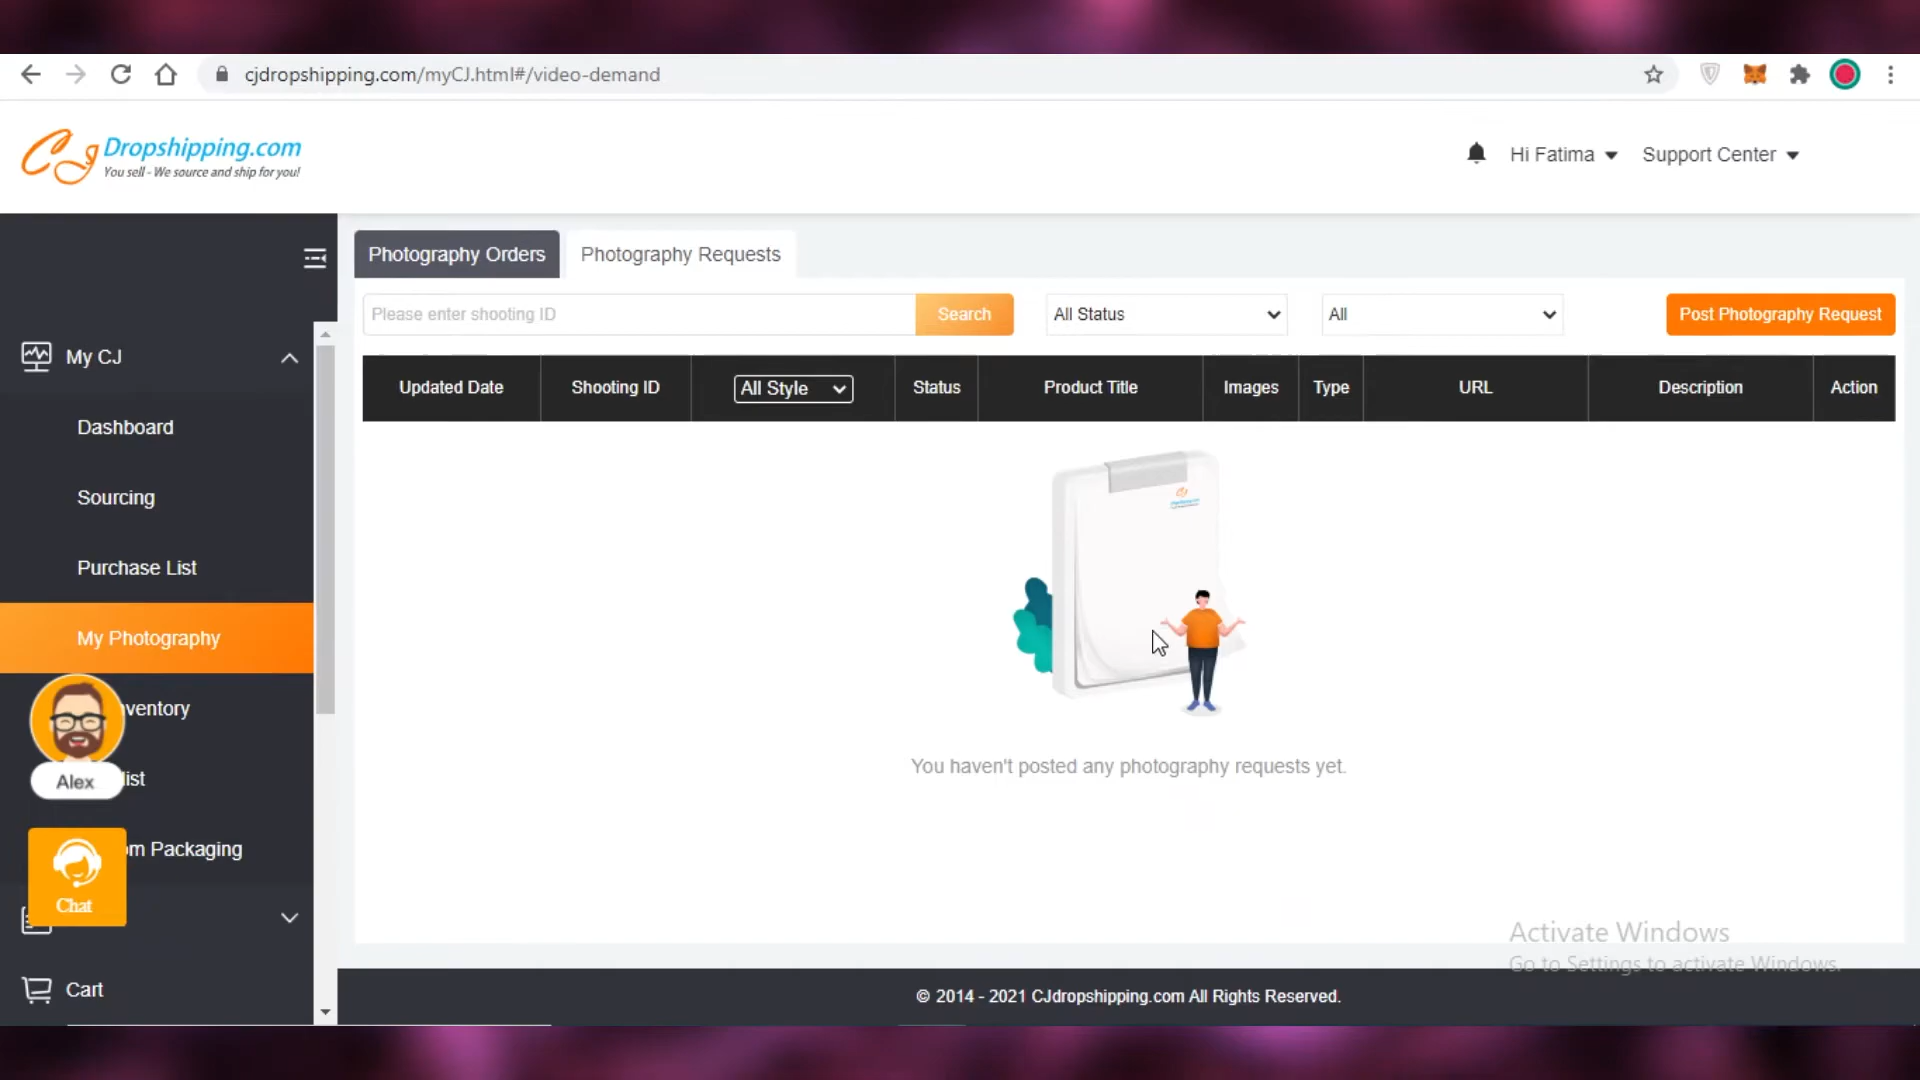 cjdropshipping.com/myCJ.html#/video-demand
CJ Dropshipping.com
You sell - We source and ship for you!
Hi Fatima
Support Center
Photography Orders
Photography Requests
Please enter shooting ID
Search
All Status
All
Post Photography Request
Updated Date
Shooting ID
All Style
Status
Product Title
Images
Type
URL
Description
Action
My CJ
Dashboard
Sourcing
Purchase List
My Photography
ventory
Alex
list
om Packaging
Chat
Cart
You haven't posted any photography requests yet.
Activate Windows
Go to Settings to activate Windows.
© 2014 - 2021 CJdropshipping.com All Rights Reserved.